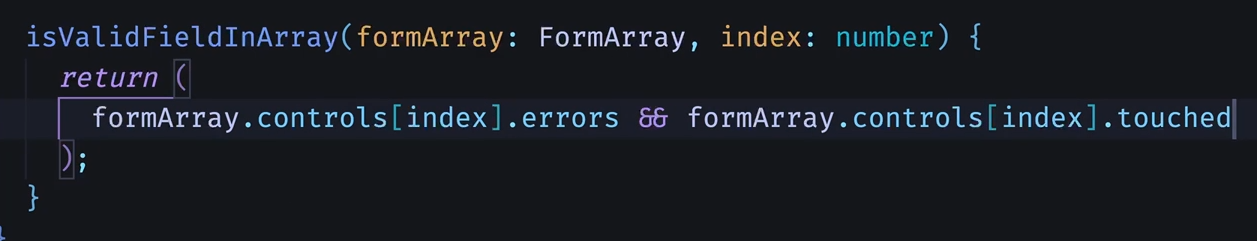 isValidFieldInArray(formArray: FormArray, index: number) {
return (
formArray.controls[index].errors && formArray.controls[index].touched
);
}
}